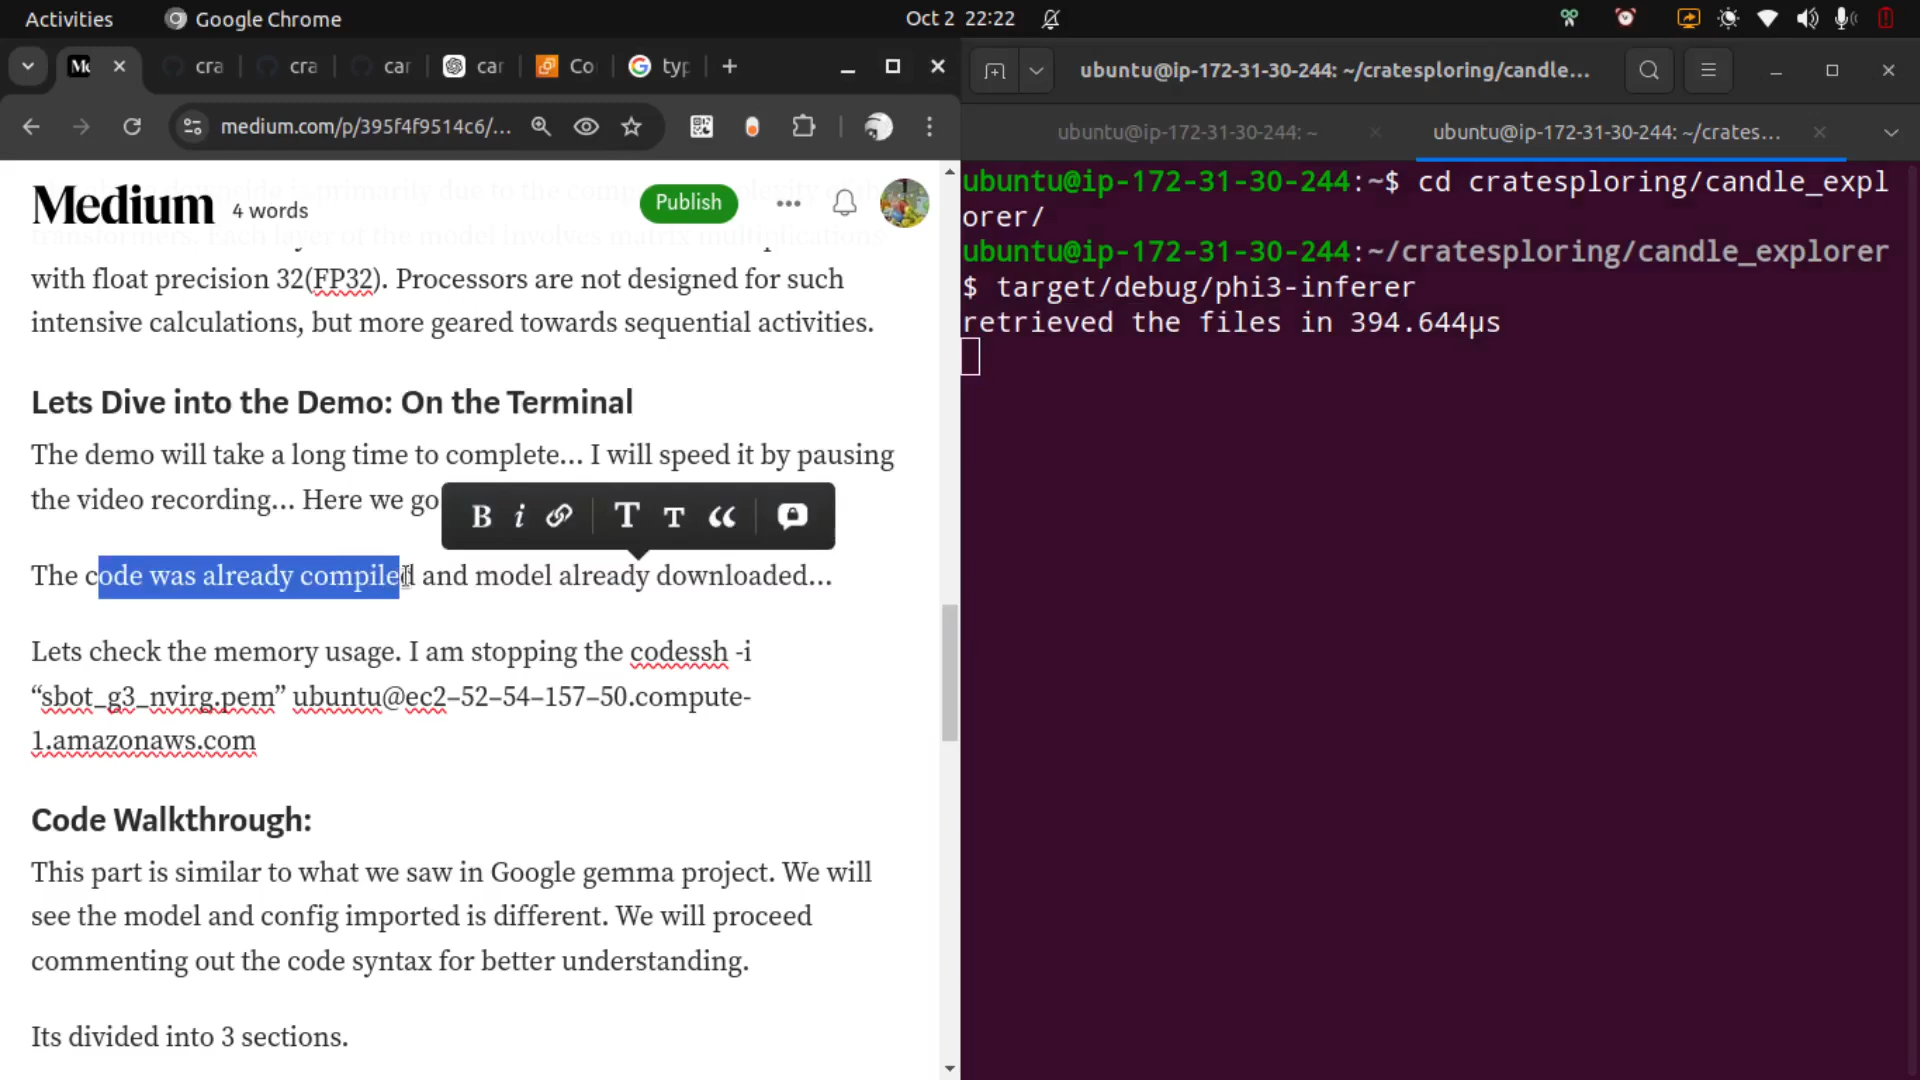 Activities
Google Chrome
Oct 2 22:22
cra
cra
car
car
Co
typ
ubuntu@ip-172-31-30-244: ~/cratesploring/candle...
medium.com/p/395f4f9514c6/...
ubuntu@ip-172-31-30-244: ~
ubuntu@ip-172-31-30-244: ~/crates...
Medium
4 words
Publish
transformers. Each layer of the model involves matrix multiplications
with float precision 32(FP32). Processors are not designed for such
intensive calculations, but more geared towards sequential activities.
Lets Dive into the Demo: On the Terminal
The demo will take a long time to complete... I will speed it by pausing
the video recording... Here we go
B i T T
The code was already compiled and model already downloaded...
Lets check the memory usage. I am stopping the codessh -i
“sbot_g3_nvirg.pem” ubuntu@ec2–52–54–157–50.compute-
1.amazonaws.com
Code Walkthrough:
This part is similar to what we saw in Google gemma project. We will
see the model and config imported is different. We will proceed
commenting out the code syntax for better understanding.
Its divided into 3 sections.
ubuntu@ip-172-31-30-244:~$ cd cratesploring/candle_expl
orer/
ubuntu@ip-172-31-30-244:~/cratesploring/candle_explorer
$ target/debug/phi3-inferer
retrieved the files in 394.644µs